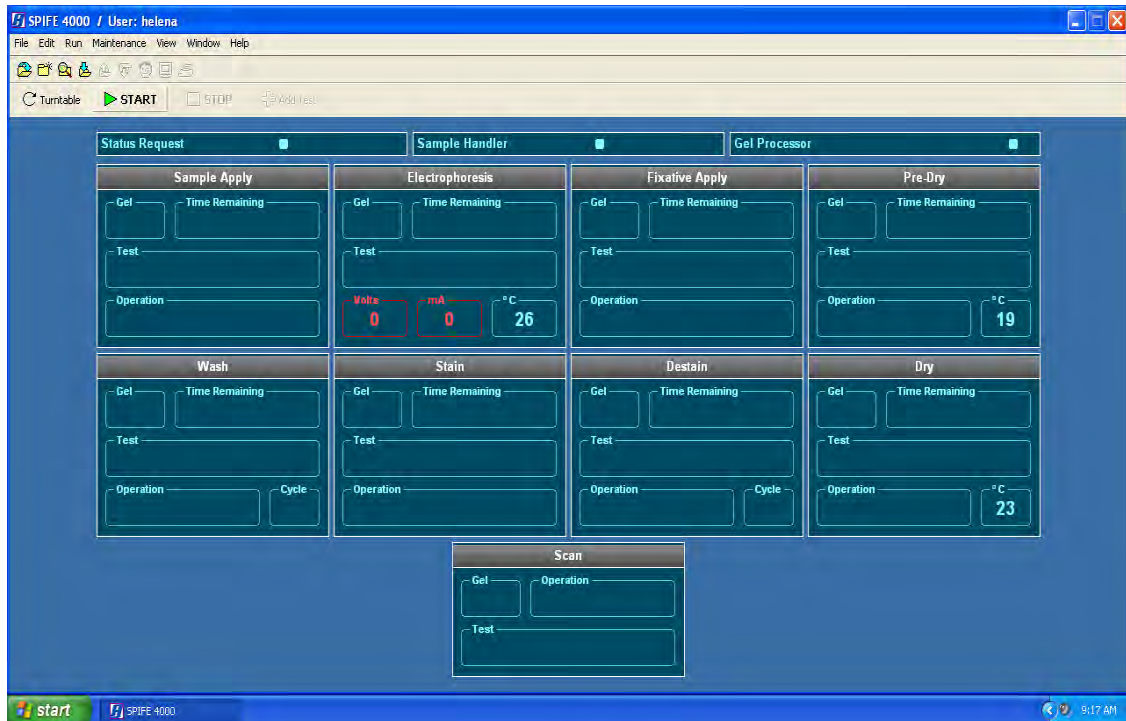 SPIFE 4000 / User: helena
File Edit Run Maintenance View Window Help
Turntable START STOP Add Test
Status Request Sample Handler Gel Processor
Sample Apply Electrophoresis Fixative Apply Pre-Dry
Gel Time Remaining Gel Time Remaining Gel Time Remaining Gel Time Remaining
Test Test Test Test
Operation Volts mA °C Operation Operation °C
0 0 26 19
Wash Stain Destain Dry
Gel Time Remaining Gel Time Remaining Gel Time Remaining Gel Time Remaining
Test Test Test Test
Operation Cycle Operation Operation Cycle Operation °C
23
Scan
Gel Operation
Test
start SPIFE 4000 9:17 AM